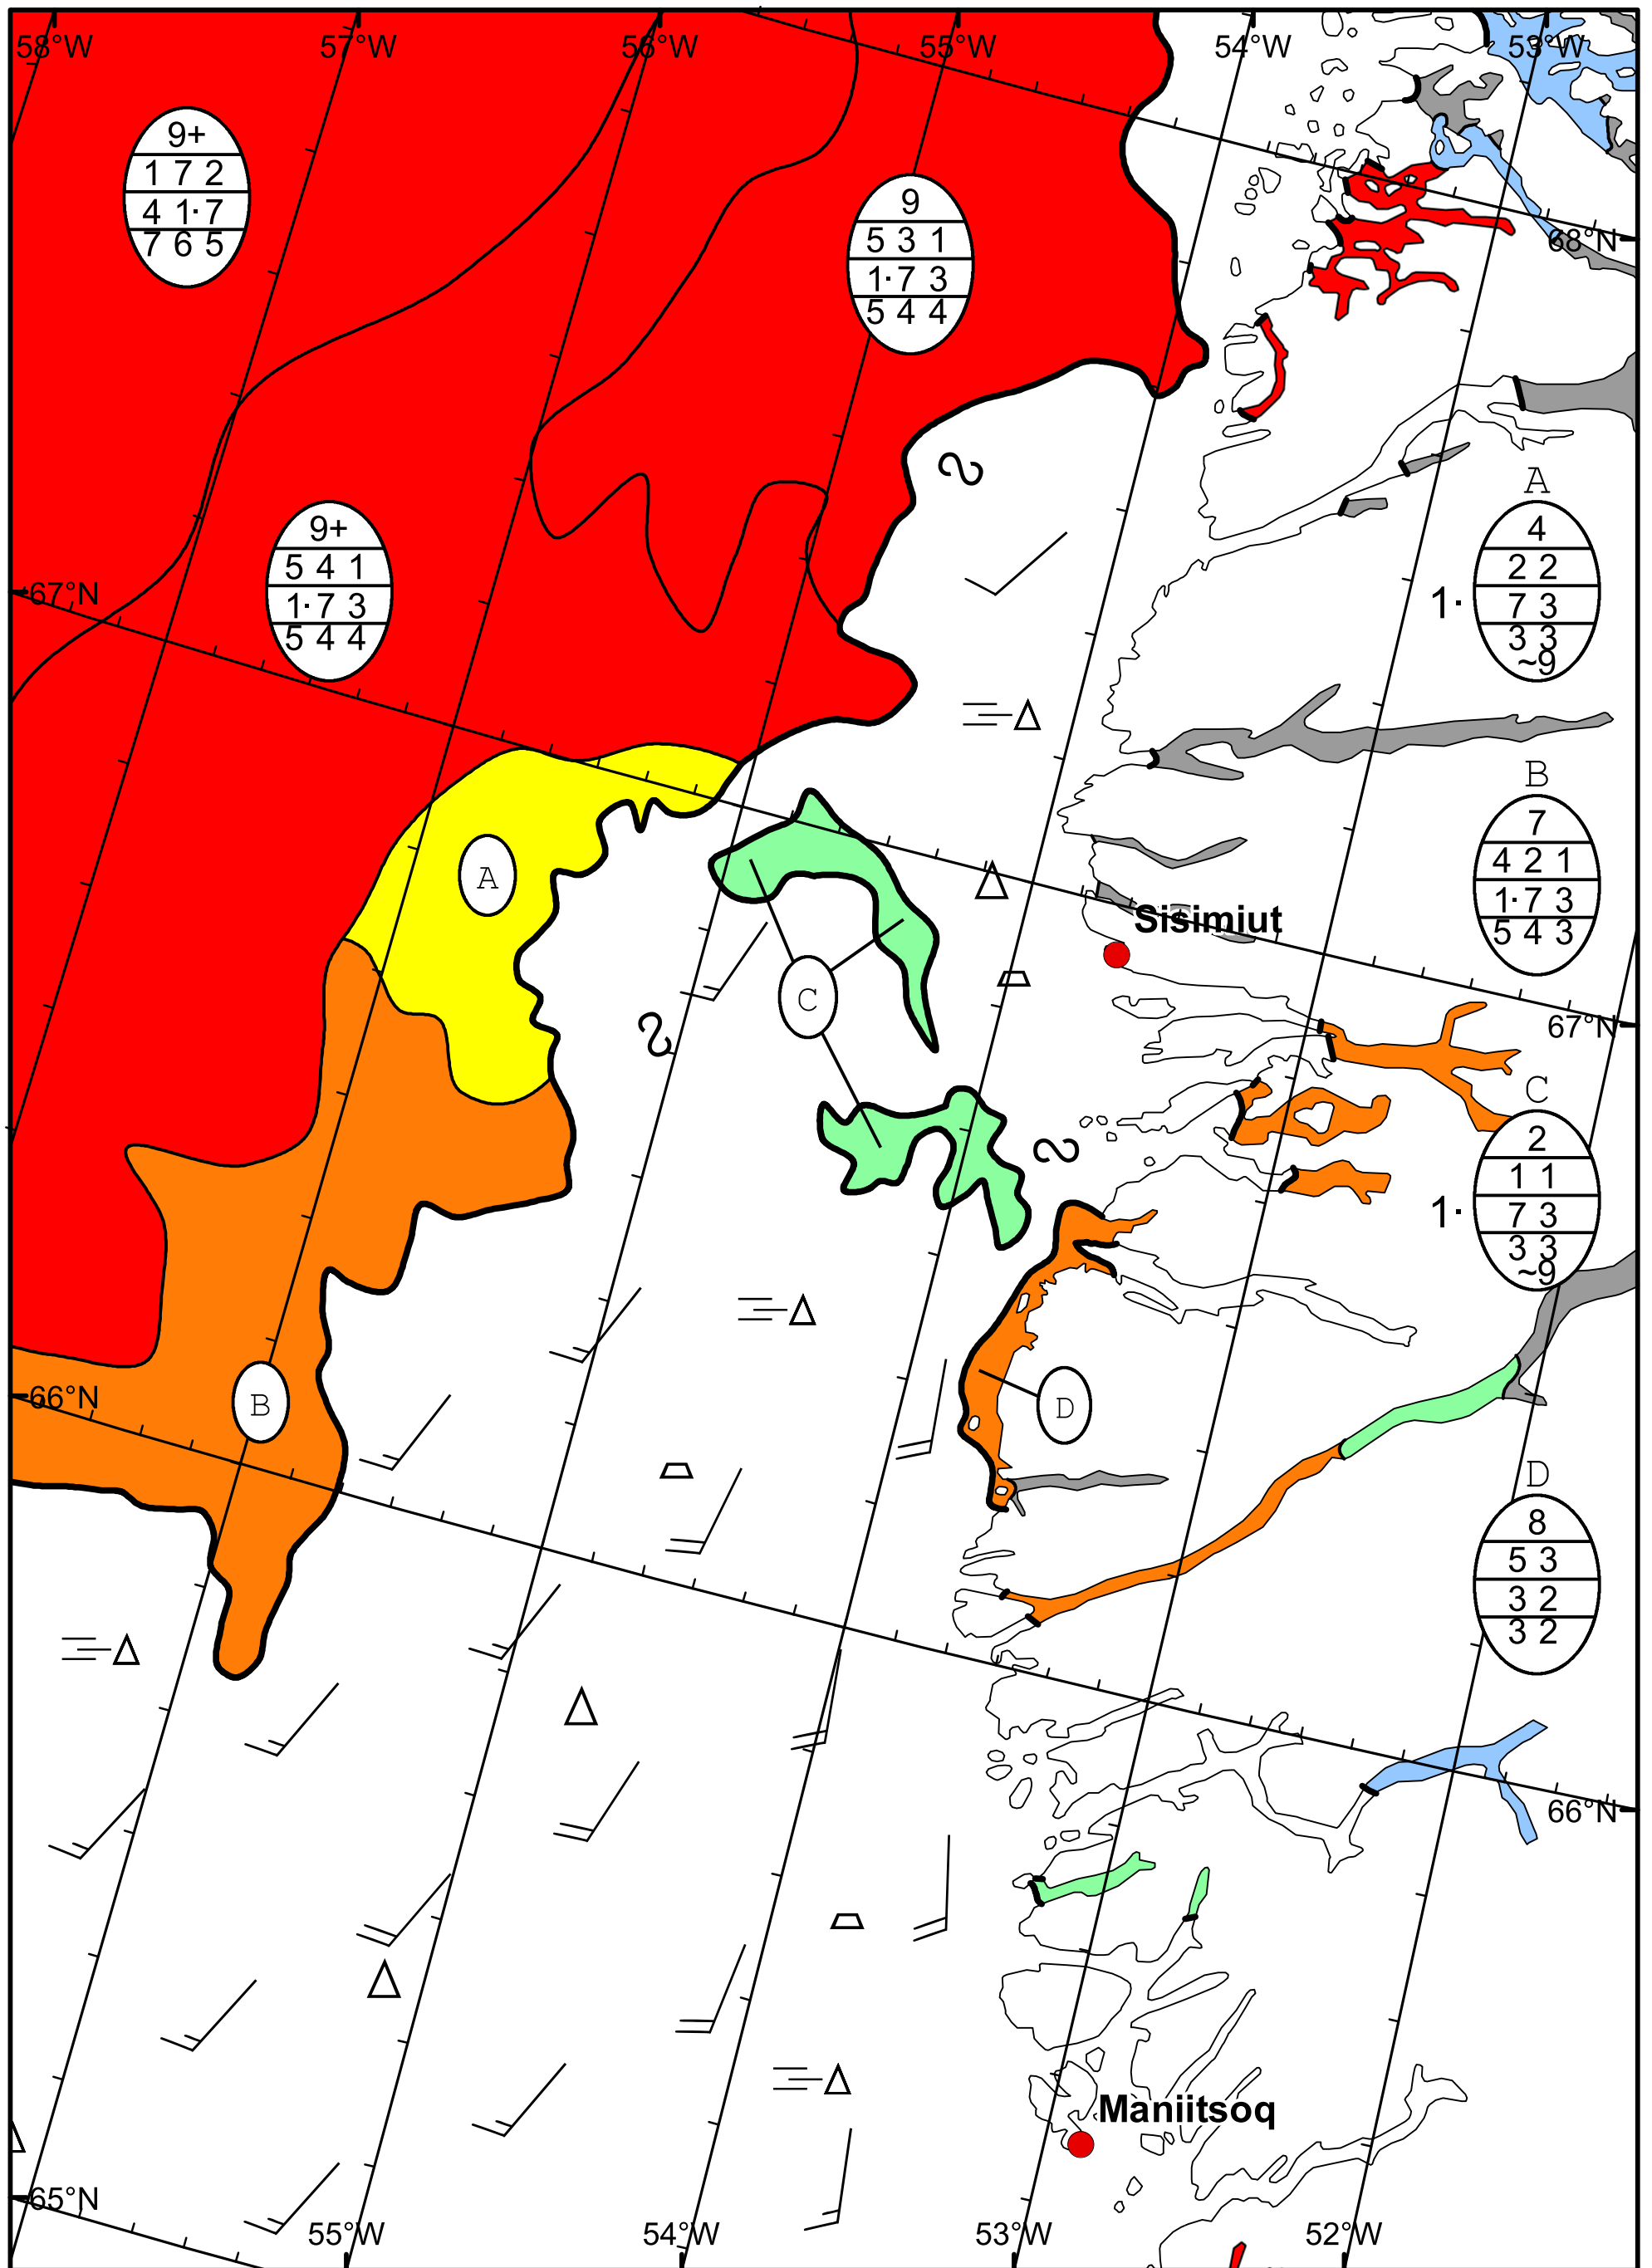 58°W 57°W 56°W 55°W 54°W 53°W
9+
1 7 2
4 1· 7
7 6 5
9
5 3 1
1· 7 3
5 4 4
68°N
9+
5 4 1
1· 7 3
5 4 4
67°N
A
4
2 2
1· 7 3
3 3
~9
B
7
4 2 1
1· 7 3
5 4 3
A
Sisimiut
C
67°N
C
2
1 1
1· 7 3
3 3
~9
66°N
B
D
D
8
5 3
3 2
3 2
66°N
Maniitsoq
65°N
55°W 54°W 53°W 52°W